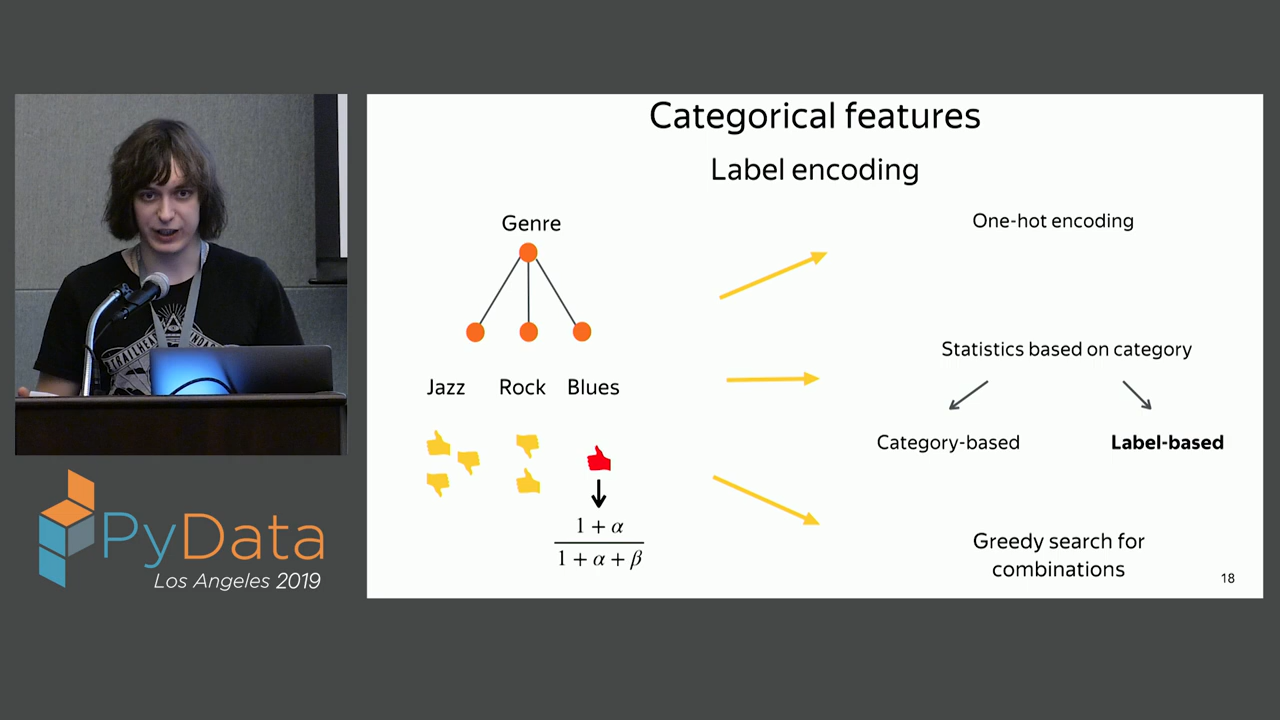 Categorical features
Label encoding
Genre
One-hot encoding
Statistics based on category
Jazz Rock Blues
Category-based
Label-based
1 + α
1 + α + β
Greedy search for
combinations
18
TRAILHEAD
PyData
Los Angeles 2019